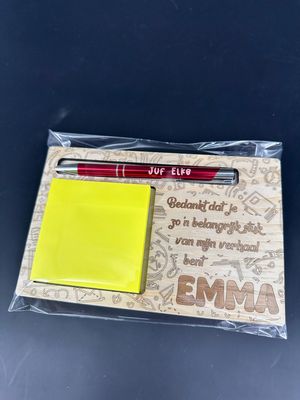 JUF ELKE
Bedankt dat je
zo'n belangrijk stuk
van mijn verhaal
bent
EMMA